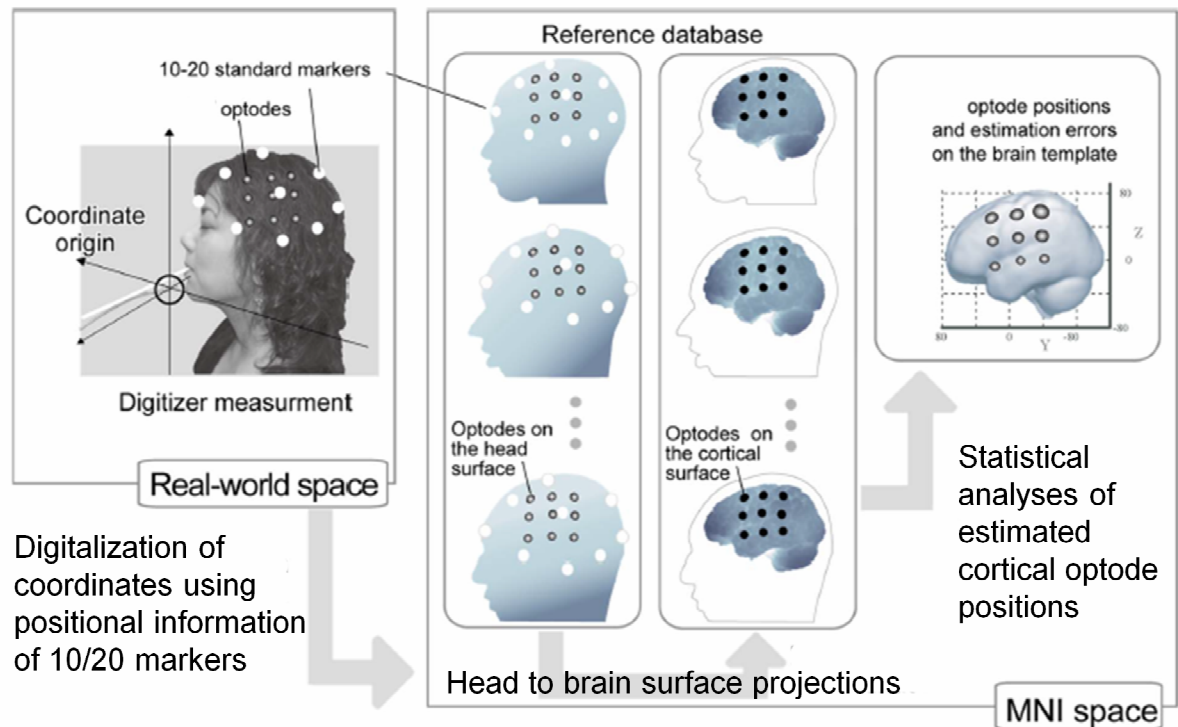 Reference database
10-20 standard markers
optodes
Coordinate
origin
Digitizer measurment
Real-world space
Digitalization of
coordinates using
positional information
of 10/20 markers
Optodes on
the head
surface
Optodes on
the cortical
surface
Head to brain surface projections
optode positions
and estimation errors
on the brain template
80
Z
0
-80
80
0
-80
Y
Statistical
analyses of
estimated
cortical optode
positions
MNI space